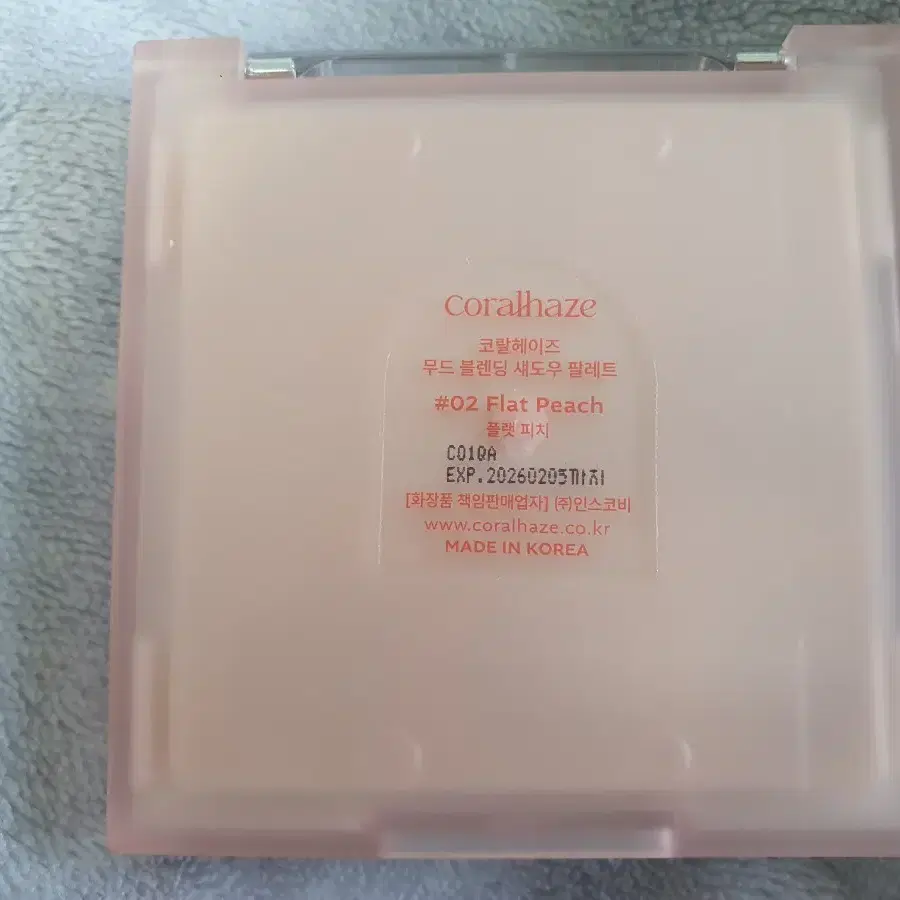 coralhaze
코랄헤이즈
무드 블렌딩 섀도우 팔레트
#02 Flat Peach
플랫 피치
CO1QA
EXP.20260205까지
[화장품 책임판매업자] ㈜인스코비
www.coralhaze.co.kr
MADE IN KOREA